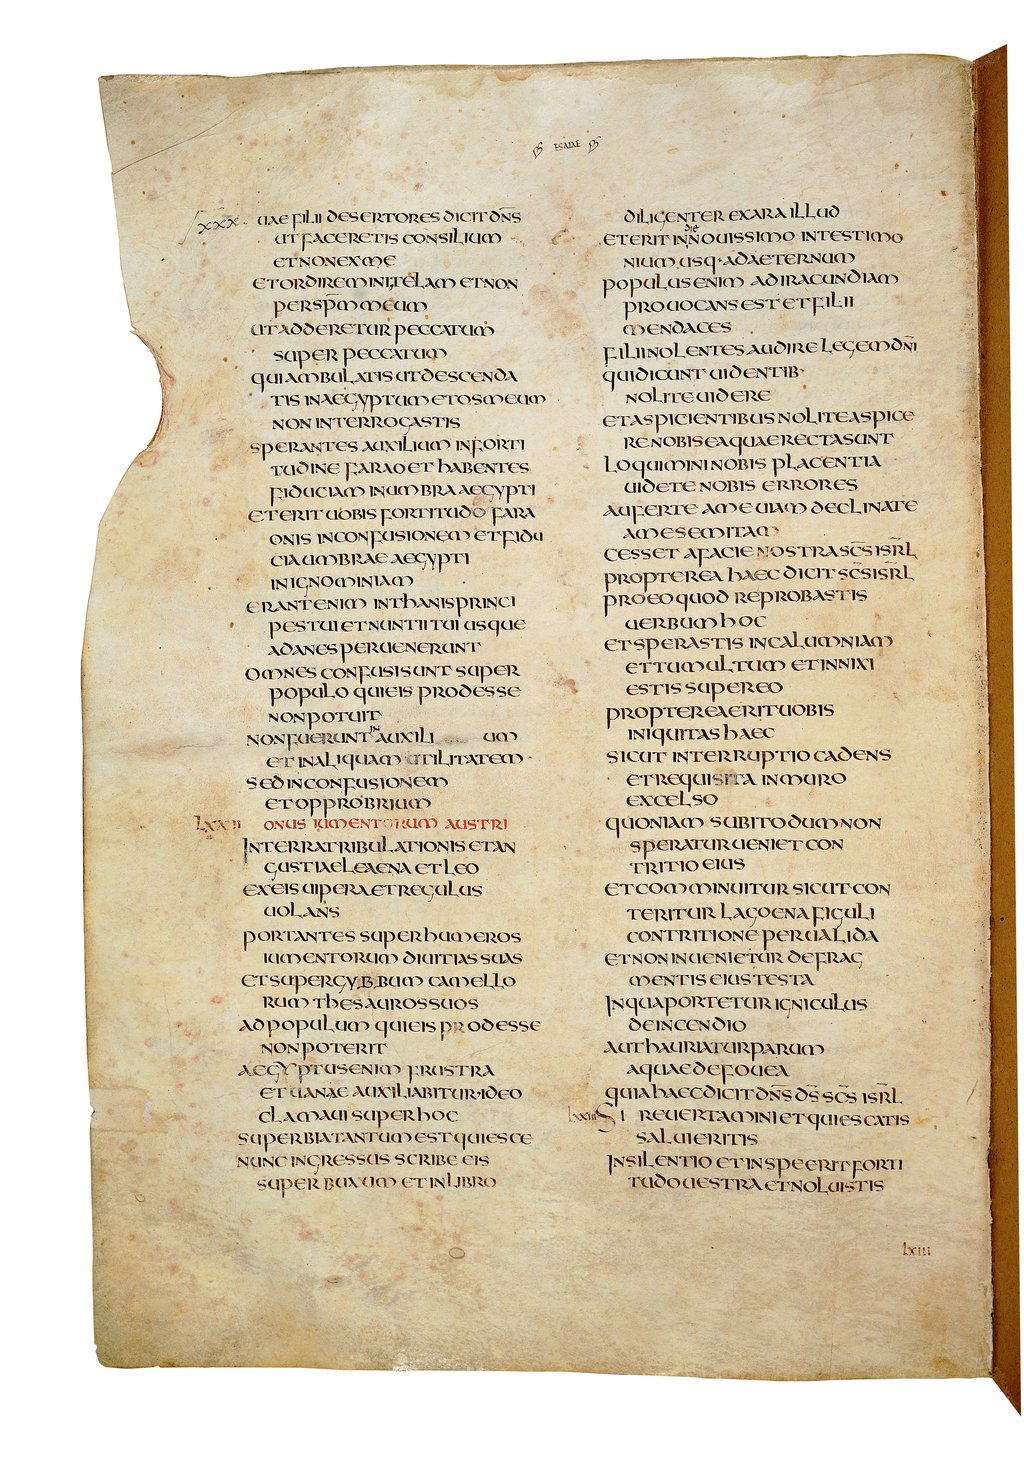 ESAIAE
LXXX UAE FILII DESERTORES DICIT DN̄S
UT FACERETIS CONSILIUM
ET NON EX ME
ET ORDIREMINI TELAM ET NON
PER SPM̄ MEUM
UT ADDERETUR PECCATUM
SUPER PECCATUM
QUI AMBULATIS UT DESCENDA
TIS IN AEGYPTUM ET OS MEUM
NON INTERROGASTIS
SPERANTES AUXILIUM IN FORTI
TUDINE FARAO ET HABENTES
FIDUCIAM IN UMBRA AEGYPTI
ET ERIT UOBIS FORTITUDO FARA
ONIS IN CONFUSIONEM ET FIDU
CIA UMBRAE AEGYPTI
IN IGNOMINIAM
ERANT ENIM IN THANIS PRINCI
PES TUI ET NUNTII TUI USQUE
AD ANES PERUENERUNT
OMNES CONFUSI SUNT SUPER
POPULO QUI EIS PRODESSE
NON POTUIT
NON FUERUNT IN AUXILI UM
ET IN ALIQUAM UTILITATEM
SED IN CONFUSIONEM
ET OPPROBRIUM
ONUS IUMENTORUM AUSTRI
IN TERRA TRIBULATIONIS ET AN
GUSTIAE LEAENA ET LEO
EX EIS UIPERA ET REGULUS
UOLANS
PORTANTES SUPER HUMEROS
IUMENTORUM DIUITIAS SUAS
ET SUPER GYBBUM CAMELLO
RUM THESAUROS SUOS
AD POPULUM QUI EIS PRODESSE
NON POTERIT
AEGYPTUS ENIM FRUSTRA
ET UANAE AUXILIABITUR·IDEO
CLAMAUI SUPER HOC
SUPERBIA TANTUM EST QUIESCE
NUNC INGRESSUS SCRIBE EIS
SUPER BUXUM ET IN LIBRO
DILIGENTER EXARA ILLUD
ET ERIT IN DIE NOUISSIMO IN TESTIMO
NIUM USQ· AD AETERNUM
POPULUS ENIM AD IRACUNDIAM
PROUOCANS EST ET FILII
MENDACES
FILII NOLENTES AUDIRE LEGEM DN̄I
QUI DICUNT UIDENTIB·
NOLITE UIDERE
ET ASPICIENTIBUS NOLITE ASPICE
RE NOBIS EA QUAE RECTA SUNT
LOQUIMINI NOBIS PLACENTIA
UIDETE NOBIS ERRORES
AUFERTE A ME UIAM DECLINATE
A ME SEMITAM
CESSET A FACIE NOSTRA SC̄S ISR̄L
PROPTEREA HAEC DICIT SC̄S ISR̄L
PRO EO QUOD REPROBASTIS
UERBUM HOC
ET SPERASTIS IN CALUMNIAM
ET TUMULTUM ET INNIXI
ESTIS SUPER EO
PROPTEREA ERIT UOBIS
INIQUITAS HAEC
SICUT INTERRUPTIO CADENS
ET REQUISITA IN MURO
EXCELSO
QUONIAM SUBITO DUM NON
SPERATUR UENIET CON
TRITIO EIUS
ET COMMINUITUR SICUT CON
TERITUR LAGOENA FIGULI
CONTRITIONE PERUALIDA
ET NON INUENIETUR DE FRAG
MENTIS EIUS TESTA
IN QUA PORTETUR IGNICULUS
DE INCENDIO
AUT HAURIATUR PARUM
AQUAE DE FOUEA
QUIA HAEC DICIT DN̄S D̄S SC̄S ISR̄L
LXXIII SI REUERTAMINI ET QUIESCATIS
SALUI ERITIS
IN SILENTIO ET IN SPE ERIT FORTI
TUDO UESTRA ET NOLUISTIS
LXIII